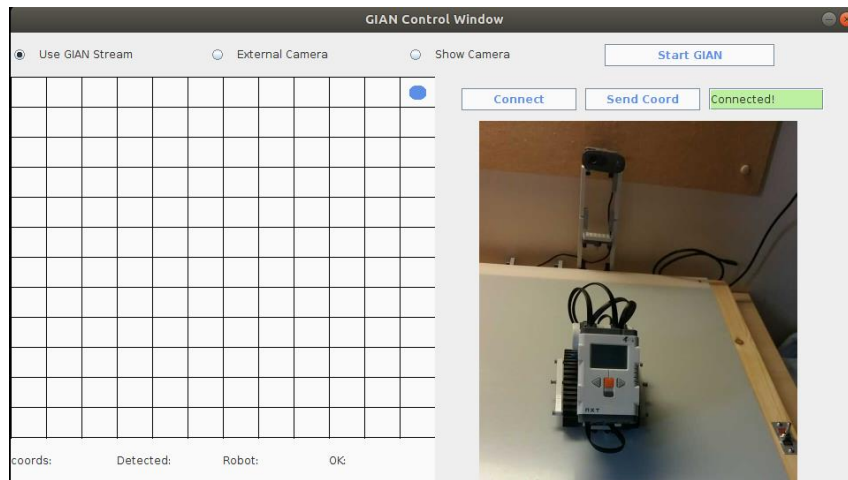 GIAN Control Window
Use GIAN Stream External Camera Show Camera Start GIAN
Connect Send Coord Connected!
NXT
coords: Detected: Robot: OK: